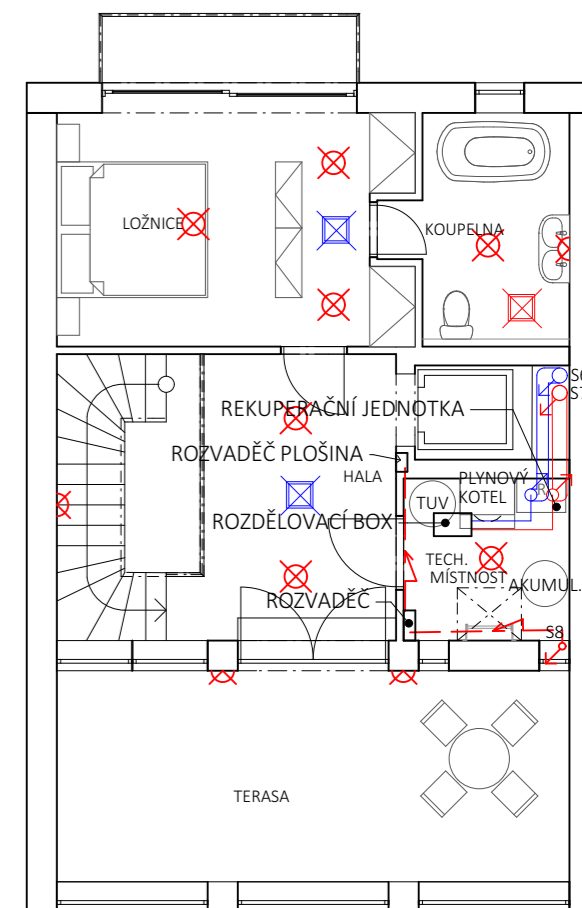 LOŽNICE
KOUPELNA
REKUPERAČNÍ JEDNOTKA
ROZVADĚČ PLOŠINA
HALA
PLYNOVÝ
KOTEL
TUV
ROZDĚLOVACÍ BOX
TECH.
MÍSTNOST
AKUMUL.
ROZVADĚČ
S8
TERASA